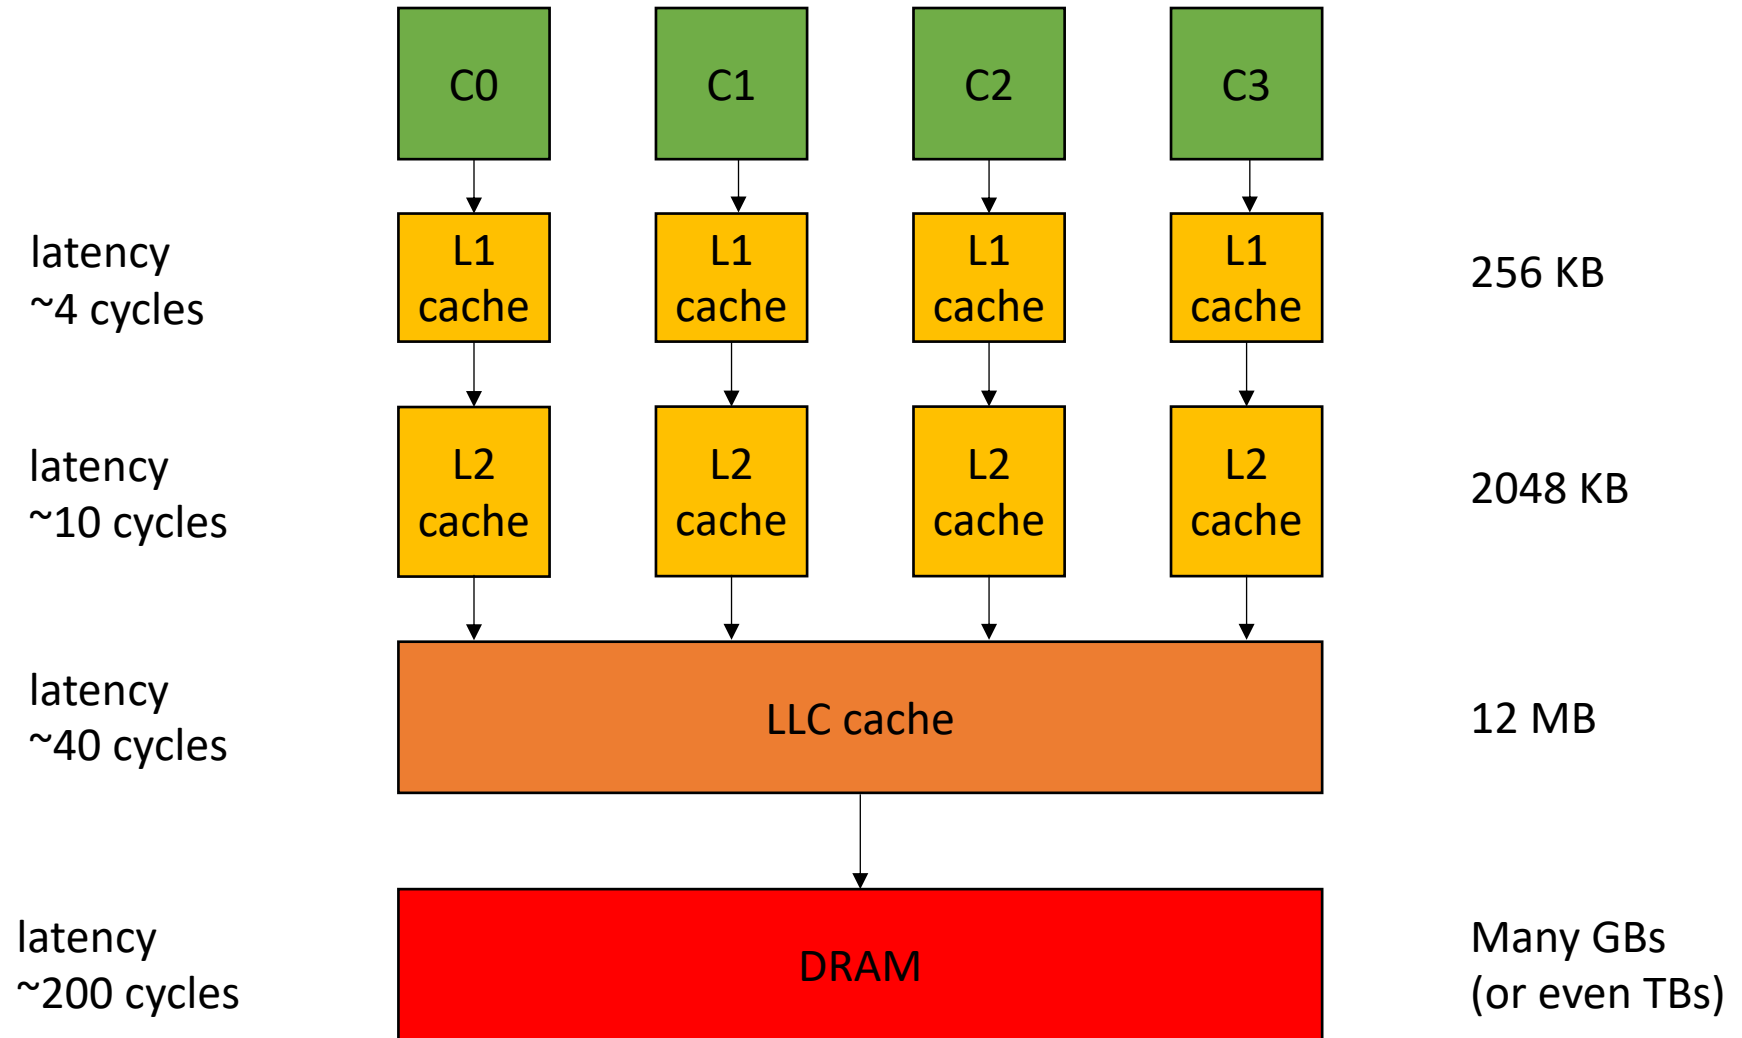 C0
C1
C2
C3
latency
~4 cycles
L1
cache
L1
cache
L1
cache
L1
cache
256 KB
latency
~10 cycles
L2
cache
L2
cache
L2
cache
L2
cache
2048 KB
latency
~40 cycles
LLC cache
12 MB
latency
~200 cycles
DRAM
Many GBs
(or even TBs)